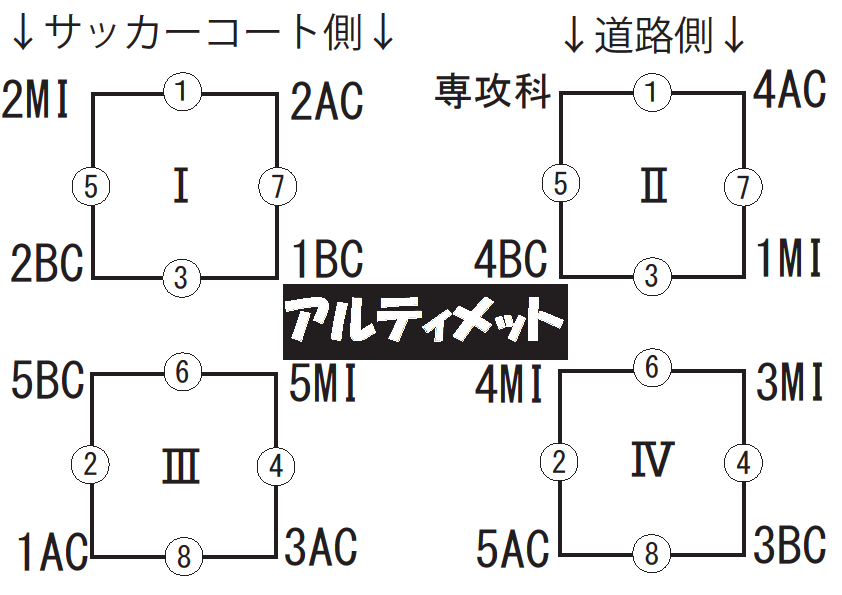 ↓サッカーコート側↓ ↓道路側↓
2MI ① 2AC 専攻科 ① 4AC
⑤ Ⅰ ⑦ ⑤ Ⅱ ⑦
2BC ③ 1BC 4BC ③ 1MI
アルティメット
5BC ⑥ 5MI 4MI ⑥ 3MI
② Ⅲ ④ ② Ⅳ ④
1AC ⑧ 3AC 5AC ⑧ 3BC